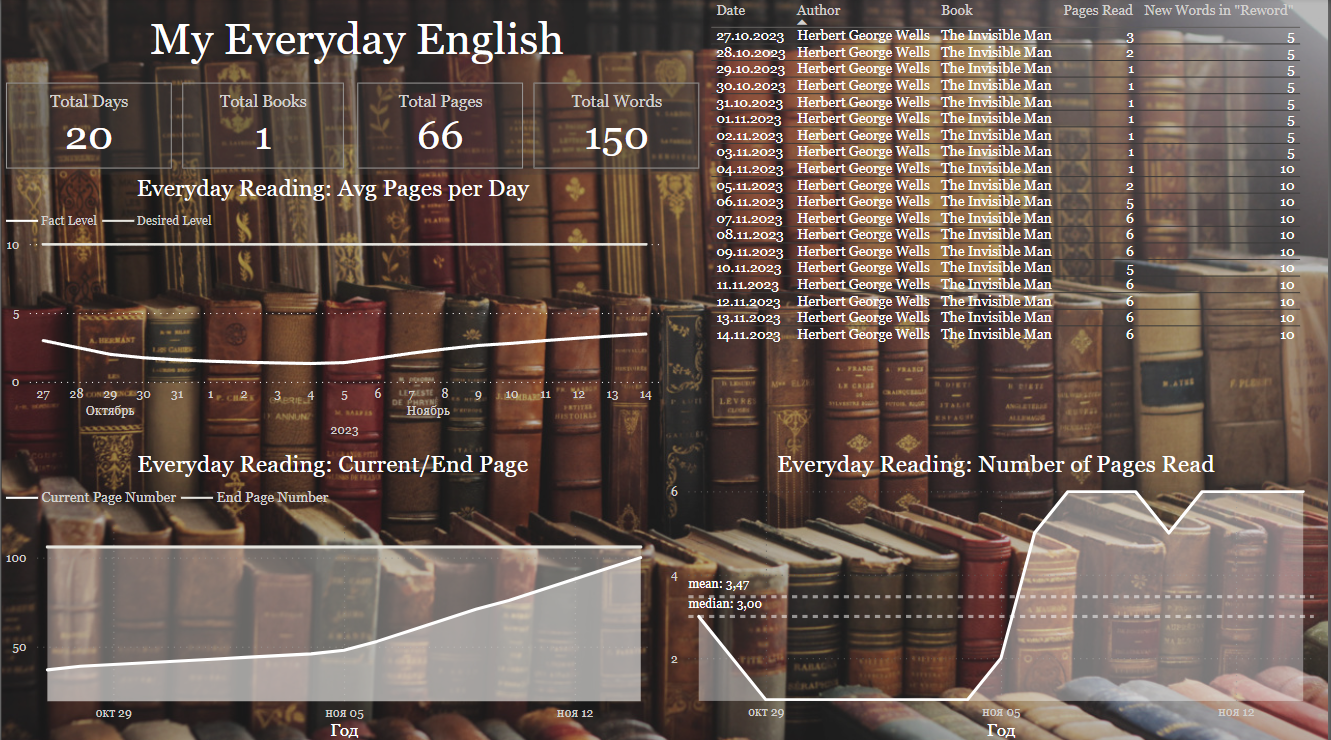 My Everyday English
Total Days
20
Total Books
1
Total Pages
66
Total Words
150
Date Author Book Pages Read New Words in "Reword"
27.10.2023 Herbert George Wells The Invisible Man 3 5
28.10.2023 Herbert George Wells The Invisible Man 2 5
29.10.2023 Herbert George Wells The Invisible Man 1 5
30.10.2023 Herbert George Wells The Invisible Man 1 5
31.10.2023 Herbert George Wells The Invisible Man 1 5
01.11.2023 Herbert George Wells The Invisible Man 1 5
02.11.2023 Herbert George Wells The Invisible Man 1 5
03.11.2023 Herbert George Wells The Invisible Man 1 5
04.11.2023 Herbert George Wells The Invisible Man 1 10
05.11.2023 Herbert George Wells The Invisible Man 2 10
06.11.2023 Herbert George Wells The Invisible Man 5 10
07.11.2023 Herbert George Wells The Invisible Man 6 10
08.11.2023 Herbert George Wells The Invisible Man 6 10
09.11.2023 Herbert George Wells The Invisible Man 6 10
10.11.2023 Herbert George Wells The Invisible Man 5 10
11.11.2023 Herbert George Wells The Invisible Man 6 10
12.11.2023 Herbert George Wells The Invisible Man 6 10
13.11.2023 Herbert George Wells The Invisible Man 6 10
14.11.2023 Herbert George Wells The Invisible Man 6 10
Everyday Reading: Avg Pages per Day
Fact Level Desired Level
10
5
0
27 28 29 30 31 1 2 3 4 5 6 7 8 9 10 11 12 13 14
Октябрь Ноябрь
2023
Everyday Reading: Current/End Page
Current Page Number End Page Number
100
50
окт 29 ноя 05 ноя 12
Год
Everyday Reading: Number of Pages Read
6
4
2
mean: 3,47
median: 3,00
окт 29 ноя 05 ноя 12
Год